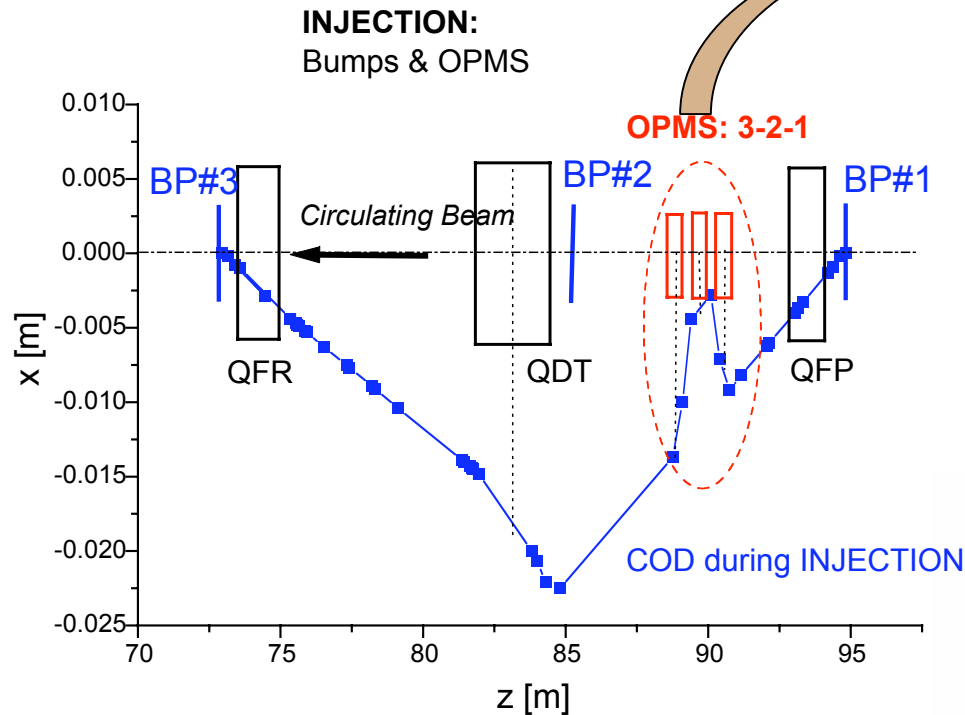 INJECTION:
Bumps & OPMS
OPMS: 3-2-1
BP#3
BP#2
BP#1
Circulating Beam
QFR
QDT
QFP
COD during INJECTION
x [m]
0.010
0.005
0.000
-0.005
-0.010
-0.015
-0.020
-0.025
70
75
80
85
90
95
z [m]